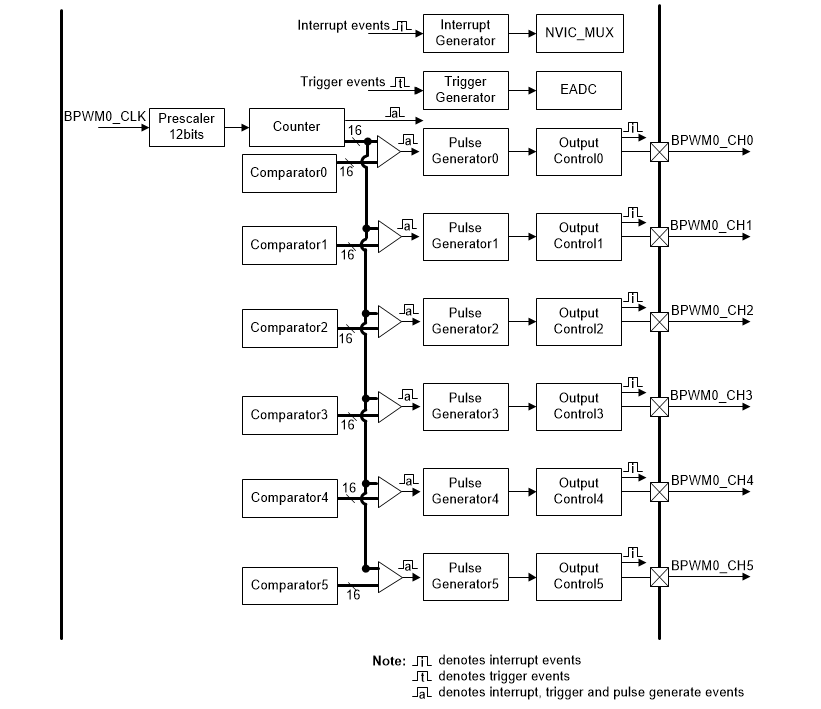 Interrupt events i
Interrupt
Generator
NVIC_MUX
Trigger events t
Trigger
Generator
EADC
BPWM0_CLK
Prescaler
12bits
Counter
a
16
Comparator0
16
a
Pulse
Generator0
Output
Control0
i
BPWM0_CH0
Comparator1
16
a
Pulse
Generator1
Output
Control1
i
BPWM0_CH1
Comparator2
16
a
Pulse
Generator2
Output
Control2
i
BPWM0_CH2
Comparator3
16
a
Pulse
Generator3
Output
Control3
i
BPWM0_CH3
Comparator4
16
a
Pulse
Generator4
Output
Control4
i
BPWM0_CH4
Comparator5
16
a
Pulse
Generator5
Output
Control5
i
BPWM0_CH5
Note: i denotes interrupt events
t denotes trigger events
a denotes interrupt, trigger and pulse generate events